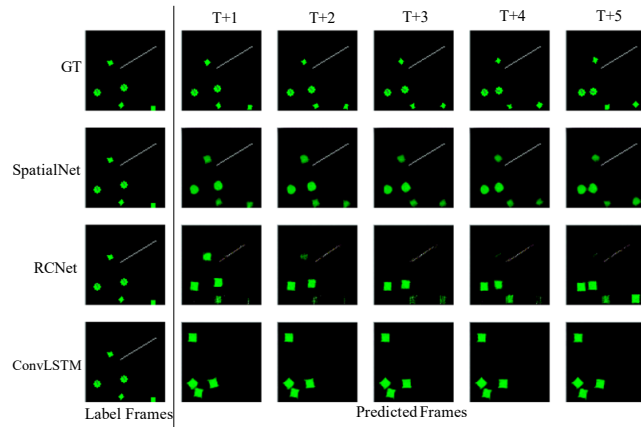 T+1 T+2 T+3 T+4 T+5
GT
SpatialNet
RCNet
ConvLSTM
Label Frames Predicted Frames